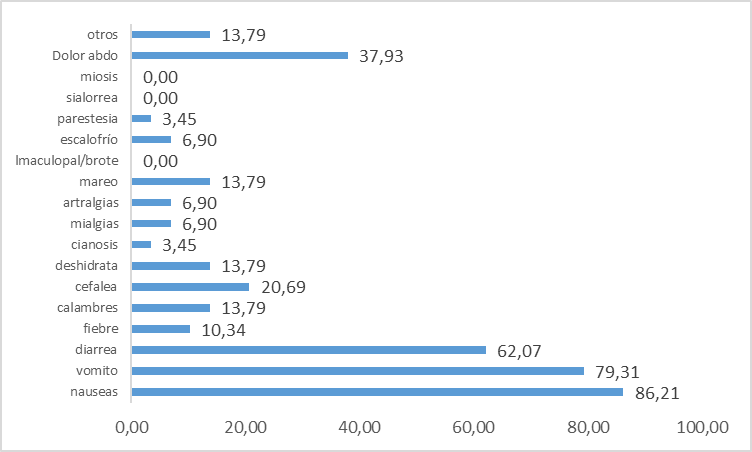 otros 13,79
Dolor abdo 37,93
miosis 0,00
sialorrea 0,00
parestesia 3,45
escalofrío 6,90
lmaculopal/brote 0,00
mareo 13,79
artralgias 6,90
mialgias 6,90
cianosis 3,45
deshidrata 13,79
cefalea 20,69
calambres 13,79
fiebre 10,34
diarrea 62,07
vomito 79,31
nauseas 86,21
0,00 20,00 40,00 60,00 80,00 100,00